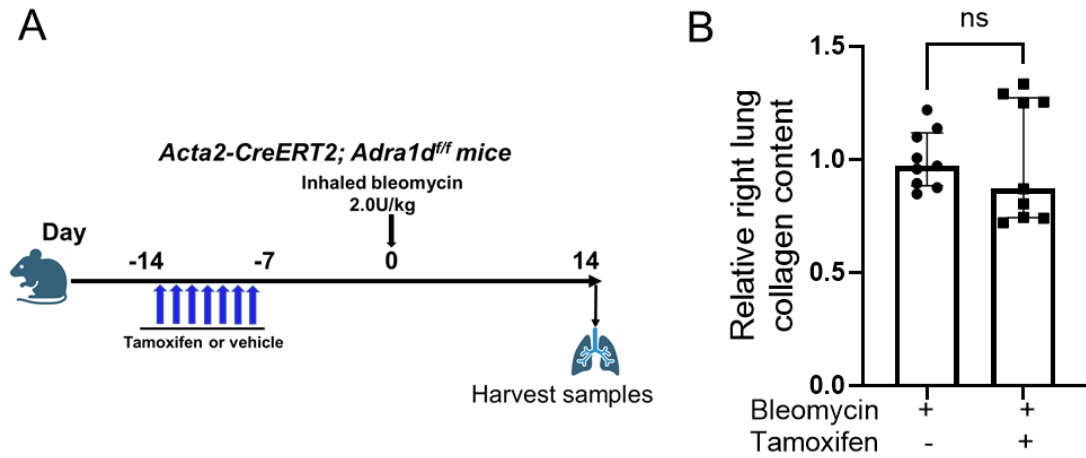 A
Acta2-CreERT2; Adra1d^f/f mice
Inhaled bleomycin
2.0U/kg
Day
-14
-7
0
14
Tamoxifen or vehicle
Harvest samples
B
ns
Relative right lung
collagen content
1.5
1.0
0.5
0.0
Bleomycin + +
Tamoxifen - +